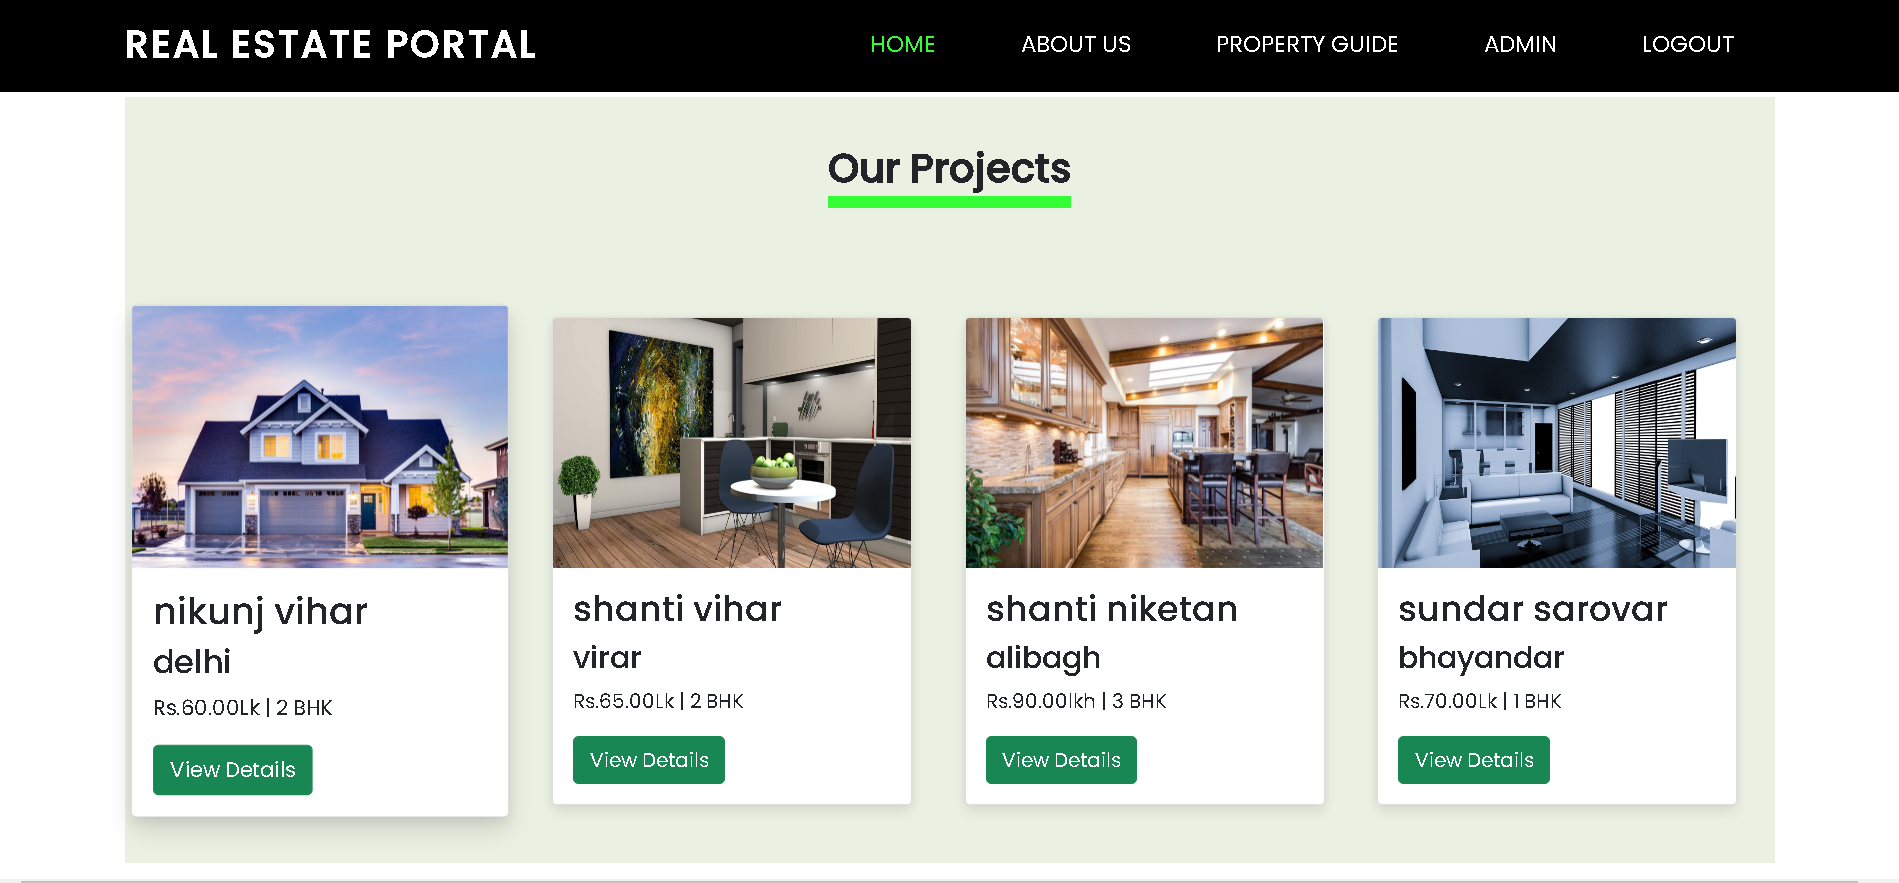 REAL ESTATE PORTAL
HOME
ABOUT US
PROPERTY GUIDE
ADMIN
LOGOUT
Our Projects
nikunj vihar
delhi
Rs.60.00Lk | 2 BHK
View Details
shanti vihar
virar
Rs.65.00Lk | 2 BHK
View Details
shanti niketan
alibagh
Rs.90.00lkh | 3 BHK
View Details
sundar sarovar
bhayandar
Rs.70.00Lk | 1 BHK
View Details